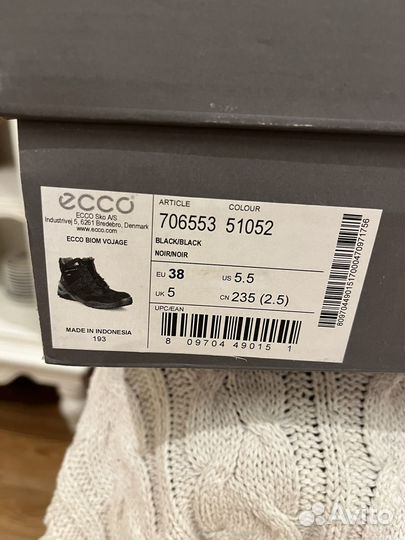 ecco
ECCO Sko A/S
Industrivej 5, 6261 Bredebro, Denmark
www.ecco.com
ECCO BIOM VOJAGE
MADE IN INDONESIA
193
ARTICLE COLOUR
706553 51052
BLACK/BLACK
NOIR/NOIR
EU 38 US 5.5
UK 5 CN 235 (2.5)
UPC/EAN
8 09704 49015 1
80970449015170004709 71756
Avito